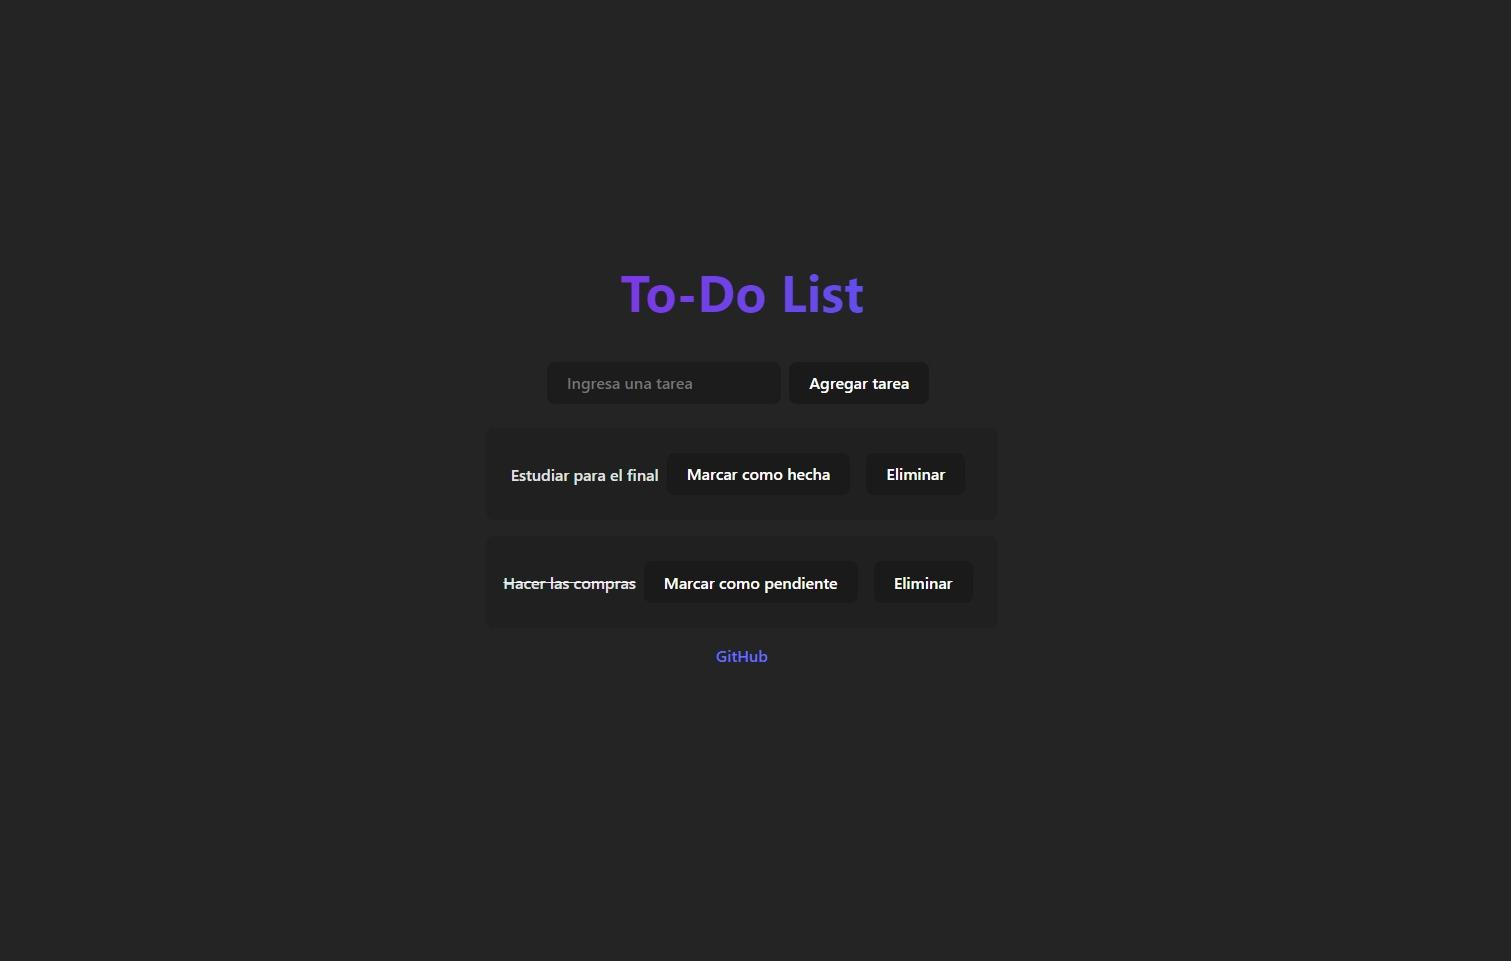 To-Do List
Ingresa una tarea Agregar tarea
Estudiar para el final Marcar como hecha Eliminar
Hacer las compras Marcar como pendiente Eliminar
GitHub